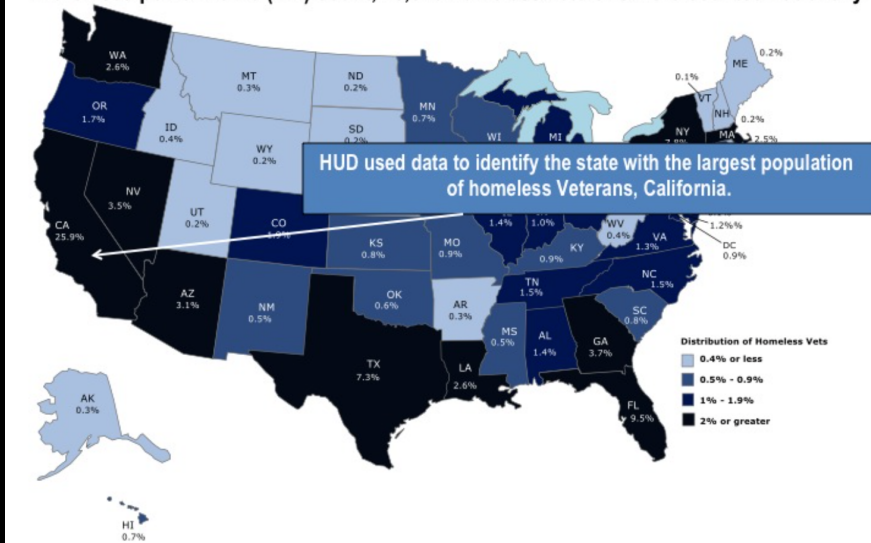 WA
2.6%
MT
0.3%
ND
0.2%
MN
0.7%
ME
0.2%
0.1%
VT
NH
0.2%
OR
1.7%
ID
0.4%
WY
0.2%
SD
0.2%
WI
MI
NY
MA
2.5%
HUD used data to identify the state with the largest population
of homeless Veterans, California.
NV
3.5%
UT
0.2%
CO
CA
25.9%
KS
0.8%
MO
0.9%
1.4%
1.0%
WV
0.4%
KY
0.9%
VA
1.3%
1.2%%
DC
0.9%
AZ
3.1%
NM
0.5%
OK
0.6%
AR
0.3%
TN
1.5%
NC
1.5%
SC
0.8%
MS
0.5%
AL
1.4%
GA
3.7%
TX
7.3%
LA
2.6%
FL
9.5%
Distribution of Homeless Vets
0.4% or less
0.5% - 0.9%
1% - 1.9%
2% or greater
AK
0.3%
HI
0.7%